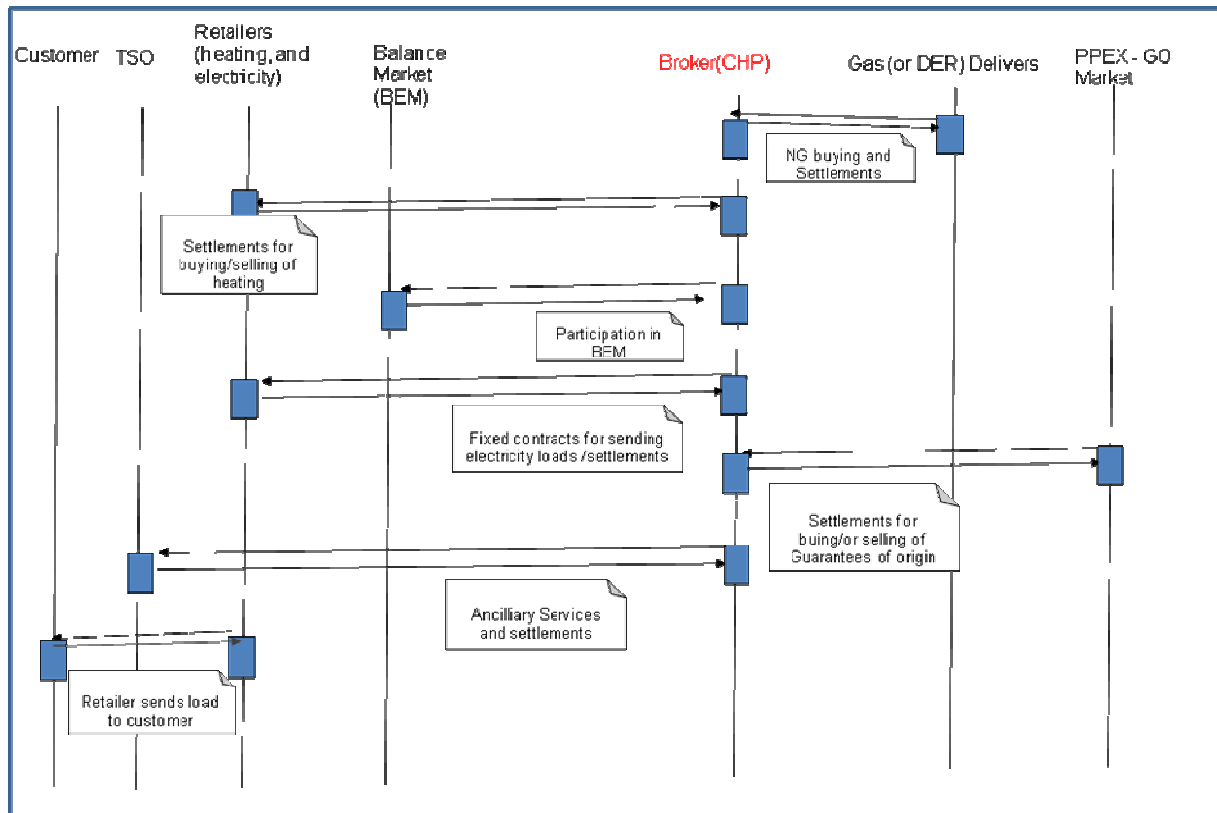 Customer
TSO
Retailers
(heating, and
electricity)
Balance
Market
(BEM)
Broker(CHP)
Gas (or DER) Delivers
PPEX - GO
Market
NG buying and
Settlements
Settlements for
buying/selling of
heating
Participation in
BEM
Fixed contracts for sending
electricity loads /settlements
Settlements for
buing/or selling of
Guarantees of origin
Ancilliary Services
and settlements
Retailer sends load
to customer